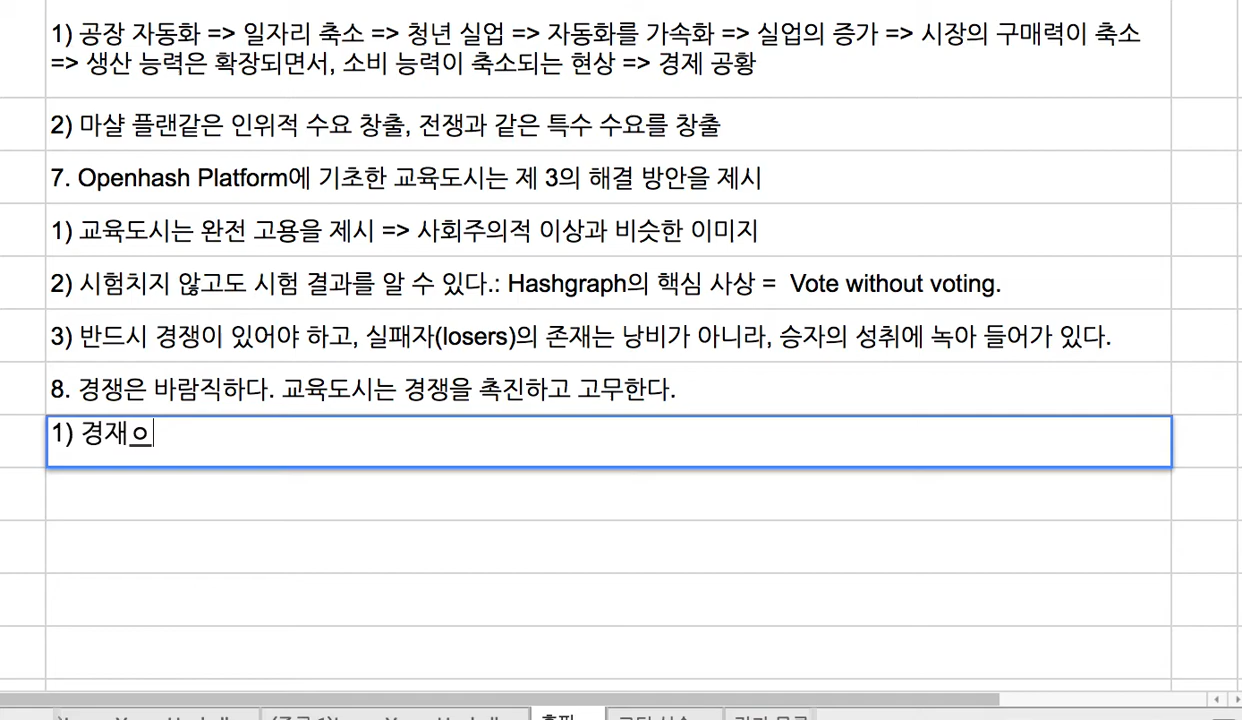 1) 공장 자동화 => 일자리 축소 => 청년 실업 => 자동화를 가속화 => 실업의 증가 => 시장의 구매력이 축소
=> 생산 능력은 확장되면서, 소비 능력이 축소되는 현상 => 경제 공황
2) 마샬 플랜같은 인위적 수요 창출, 전쟁과 같은 특수 수요를 창출
7. Openhash Platform에 기초한 교육도시는 제 3의 해결 방안을 제시
1) 교육도시는 완전 고용을 제시 => 사회주의적 이상과 비슷한 이미지
2) 시험치지 않고도 시험 결과를 알 수 있다.: Hashgraph의 핵심 사상 = Vote without voting.
3) 반드시 경쟁이 있어야 하고, 실패자(losers)의 존재는 낭비가 아니라, 승자의 성취에 녹아 들어가 있다.
8. 경쟁은 바람직하다. 교육도시는 경쟁을 촉진하고 고무한다.
1) 경재ㅇ